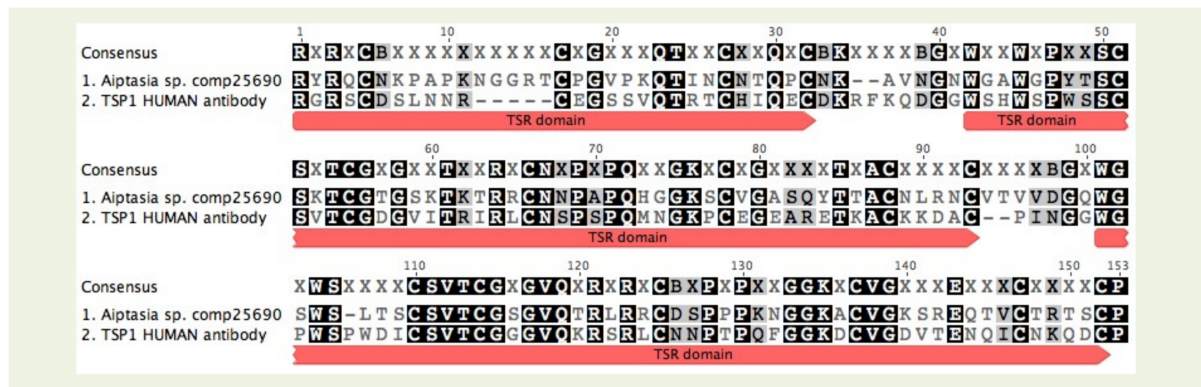 1 10 20 30 40 50
Consensus RXRXCBXXXXXXXXXXCXGXXXQTXXCXXQXCBKXXXXBGXWXXWXPXXSC
1. Aiptasia sp. comp25690 RYRQCNKPAPKNGGRTCPGVPKQTINCNTQPCNK--AVNGNWGAWGPYTSC
2. TSP1 HUMAN antibody RGRSCDSLNNR-----CEGSSVQTRTCHIQECDKRFKQDGGWSHWSPWSSC
TSR domain TSR domain
60 70 80 90 100
Consensus SXTCGXGXXTXXRXCNXPXPQXXGKXCXGXXXXTXACXXXXCXXXXBGXWG
1. Aiptasia sp. comp25690 SKTCGTGSKTKTRRCNNPAPQHGGKSCVGASQYTTACNLRNCVTVVDGQWG
2. TSP1 HUMAN antibody SVTCGDGVITRIRLCNSPSPQMNGKPCEGEARETKACKKDAC--PINGGWG
TSR domain
110 120 130 140 150 153
Consensus XWSXXXXCSVTCGXGVQXRXRXCBXPXPXXGGKXCVGXXXEXXXCXXXXCP
1. Aiptasia sp. comp25690 SWS-LTSCSVTCGSGVQTRLRRCDSPPPKNGGKACVGKSREQTVCTRTSCP
2. TSP1 HUMAN antibody PWSPWDICSVTCGGGVQKRSRLCNNPTPQFGGKDCVGDVTENQICNKQDCP
TSR domain